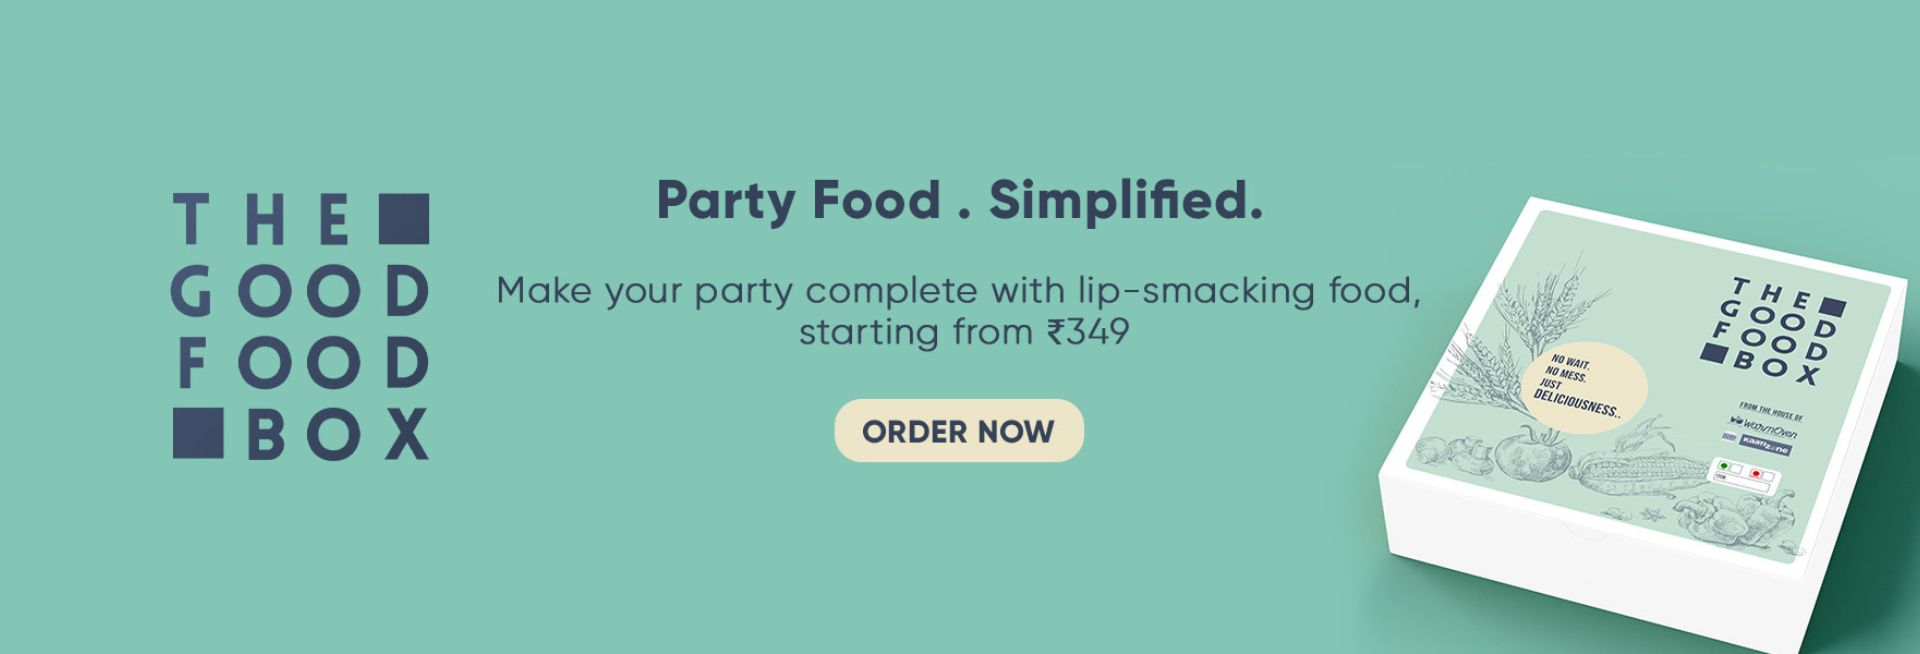 THE
GOOD
FOOD
BOX
Party Food . Simplified.
Make your party complete with lip-smacking food,
starting from ₹349
ORDER NOW
THE
GOOD
FOOD
BOX
NO WAIT.
NO MESS.
JUST
DELICIOUSNESS..
FROM THE HOUSE OF
WarmOven